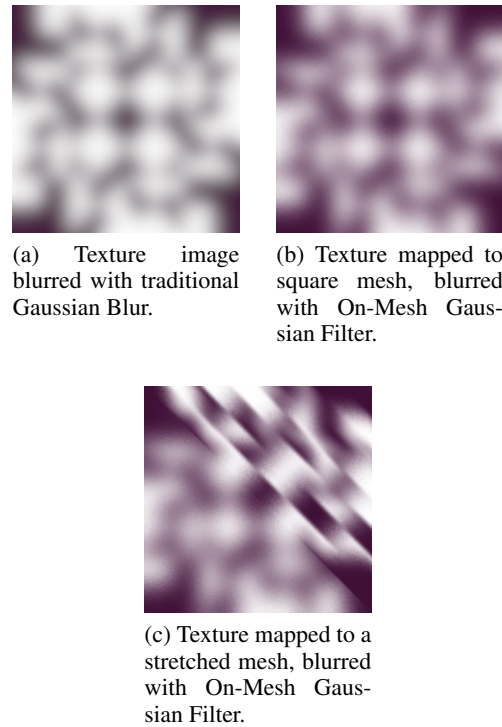 (a) Texture image
blurred with traditional
Gaussian Blur.
(b) Texture mapped to
square mesh, blurred
with On-Mesh Gaus-
sian Filter.
(c) Texture mapped to a
stretched mesh, blurred
with On-Mesh Gaus-
sian Filter.